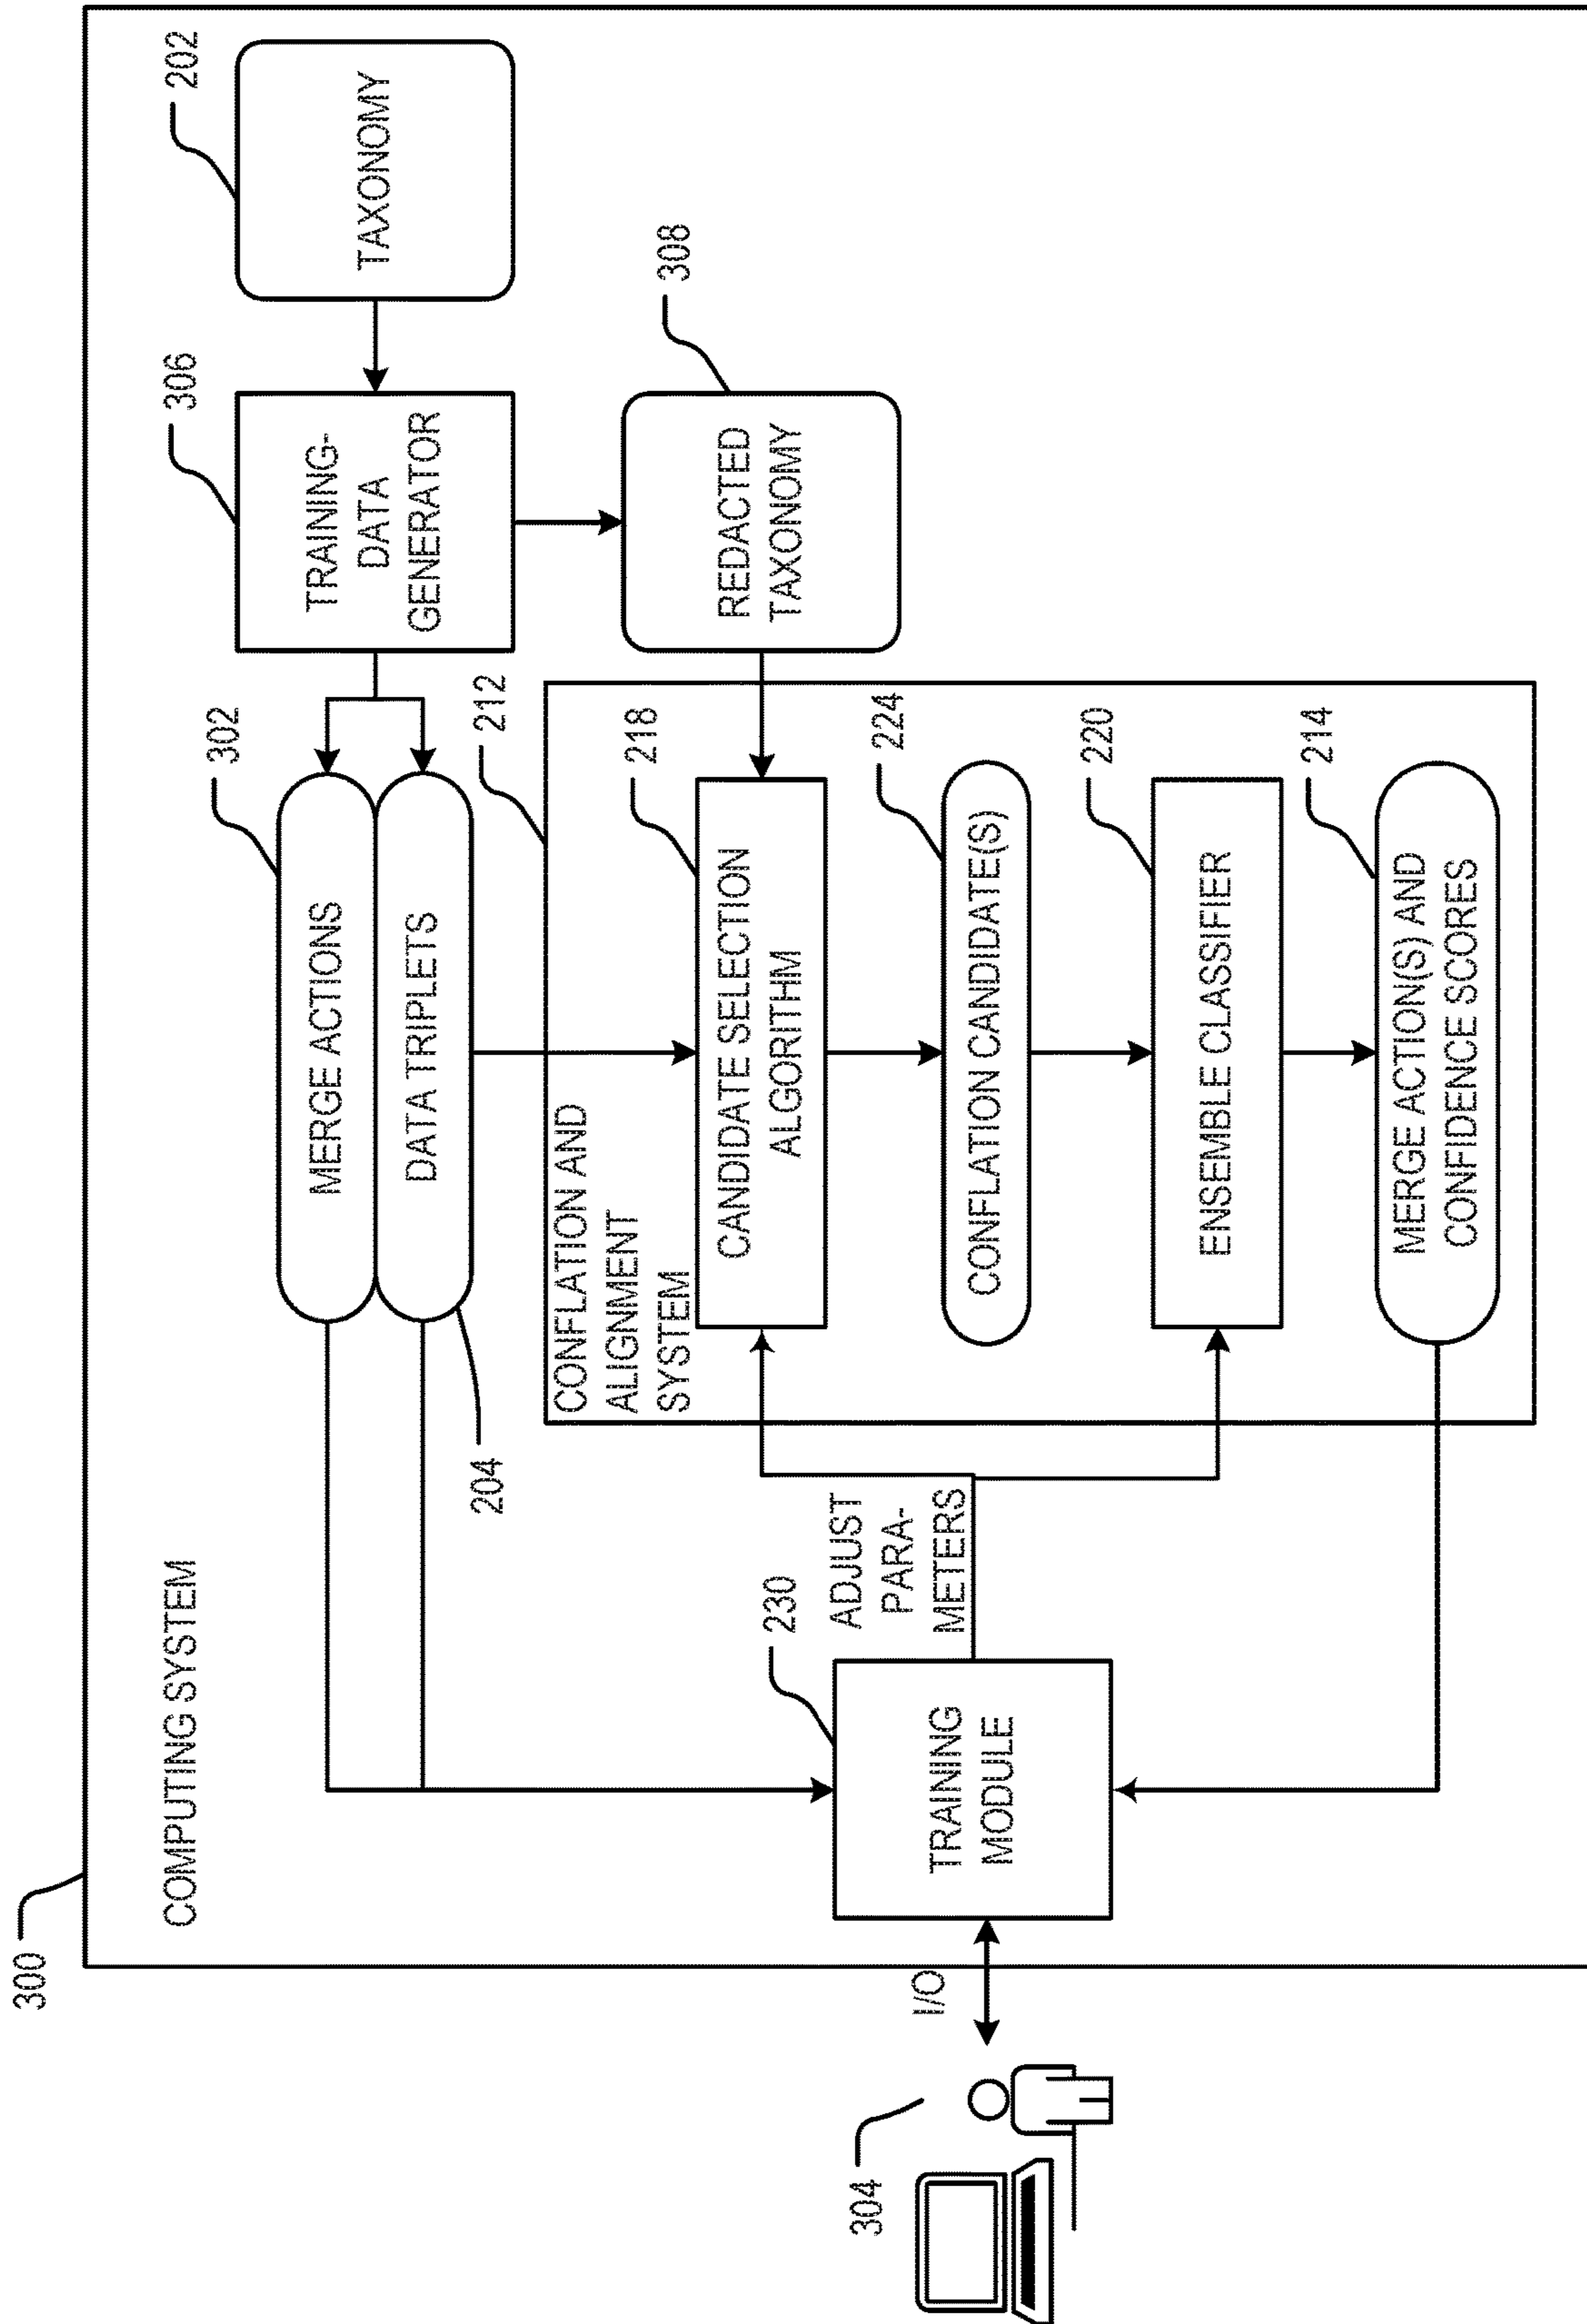 300
COMPUTING SYSTEM
202
TAXONOMY
306
TRAINING-
DATA
GENERATOR
302
MERGE ACTIONS
DATA TRIPLETS
204
308
REDACTED
TAXONOMY
212
CONFLATION AND
ALIGNMENT
SYSTEM
218
CANDIDATE SELECTION
ALGORITHM
224
CONFLATION CANDIDATE(S)
220
ENSEMBLE CLASSIFIER
214
MERGE ACTION(S) AND
CONFIDENCE SCORES
ADJUST
PARA-
METERS
230
TRAINING
MODULE
I/O
304